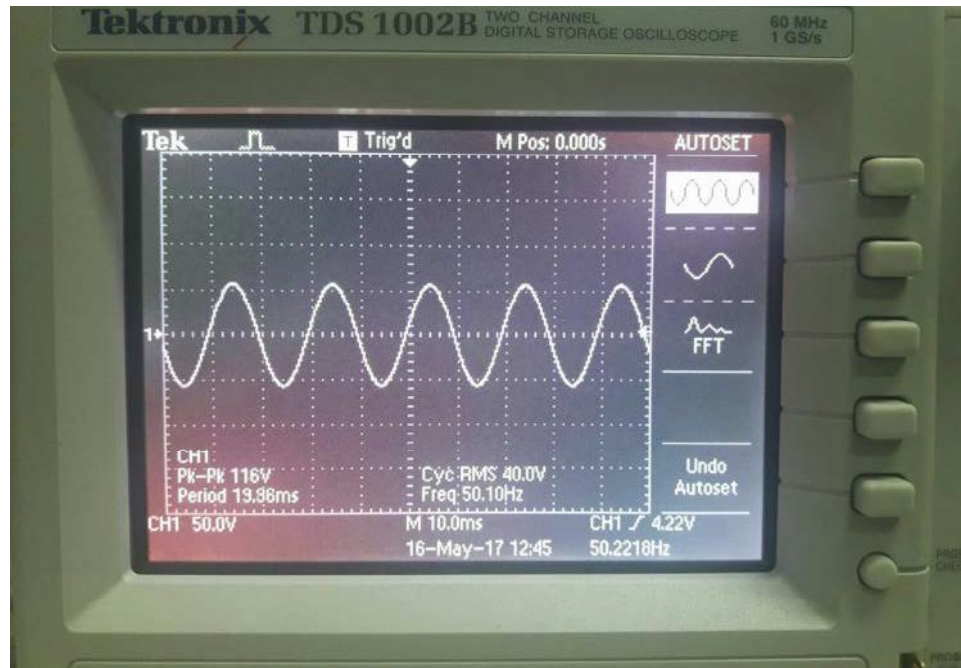 Tektronix TDS 1002B TWO CHANNEL DIGITAL STORAGE OSCILLOSCOPE 60 MHz 1 GS/s
Tek T Trig'd M Pos: 0.000s AUTOSET
1
FFT
CH1
Pk-Pk 116V Cyc RMS 40.0V
Period 19.96ms Freq 50.10Hz
Undo
Autoset
CH1 50.0V M 10.0ms CH1 4.22V
16-May-17 12:45 50.2218Hz